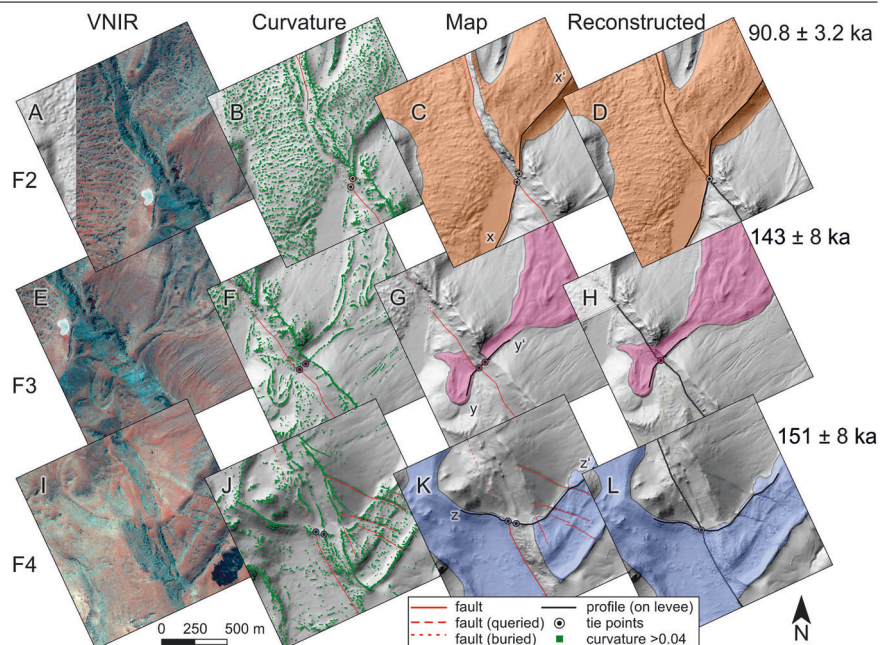 VNIR Curvature Map Reconstructed
90.8 ± 3.2 ka
A B C x' D
F2
x
143 ± 8 ka
E F G y' H
F3
y
151 ± 8 ka
I J K z' L
z
F4
0 250 500 m
fault profile (on levee)
fault (queried) tie points
fault (buried) curvature >0.04
N